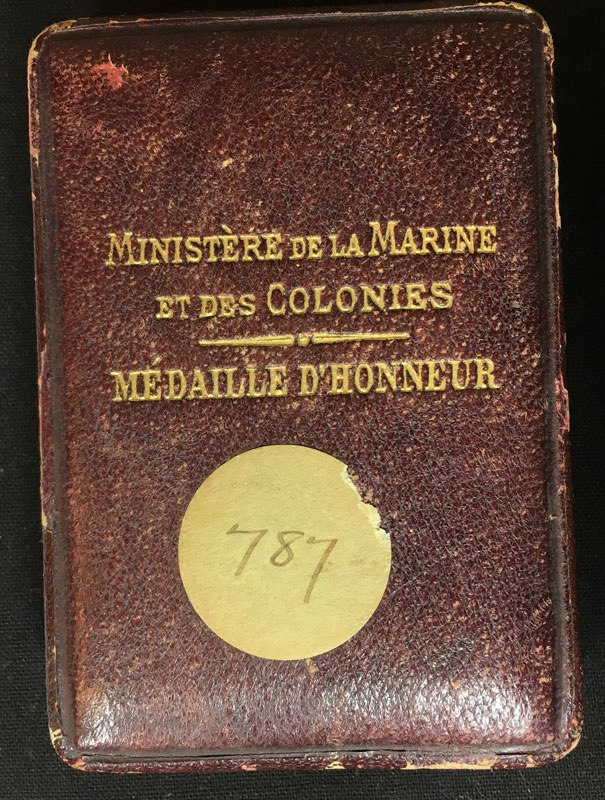 MINISTÈRE DE LA MARINE
ET DES COLONIES
MÉDAILLE D'HONNEUR
787